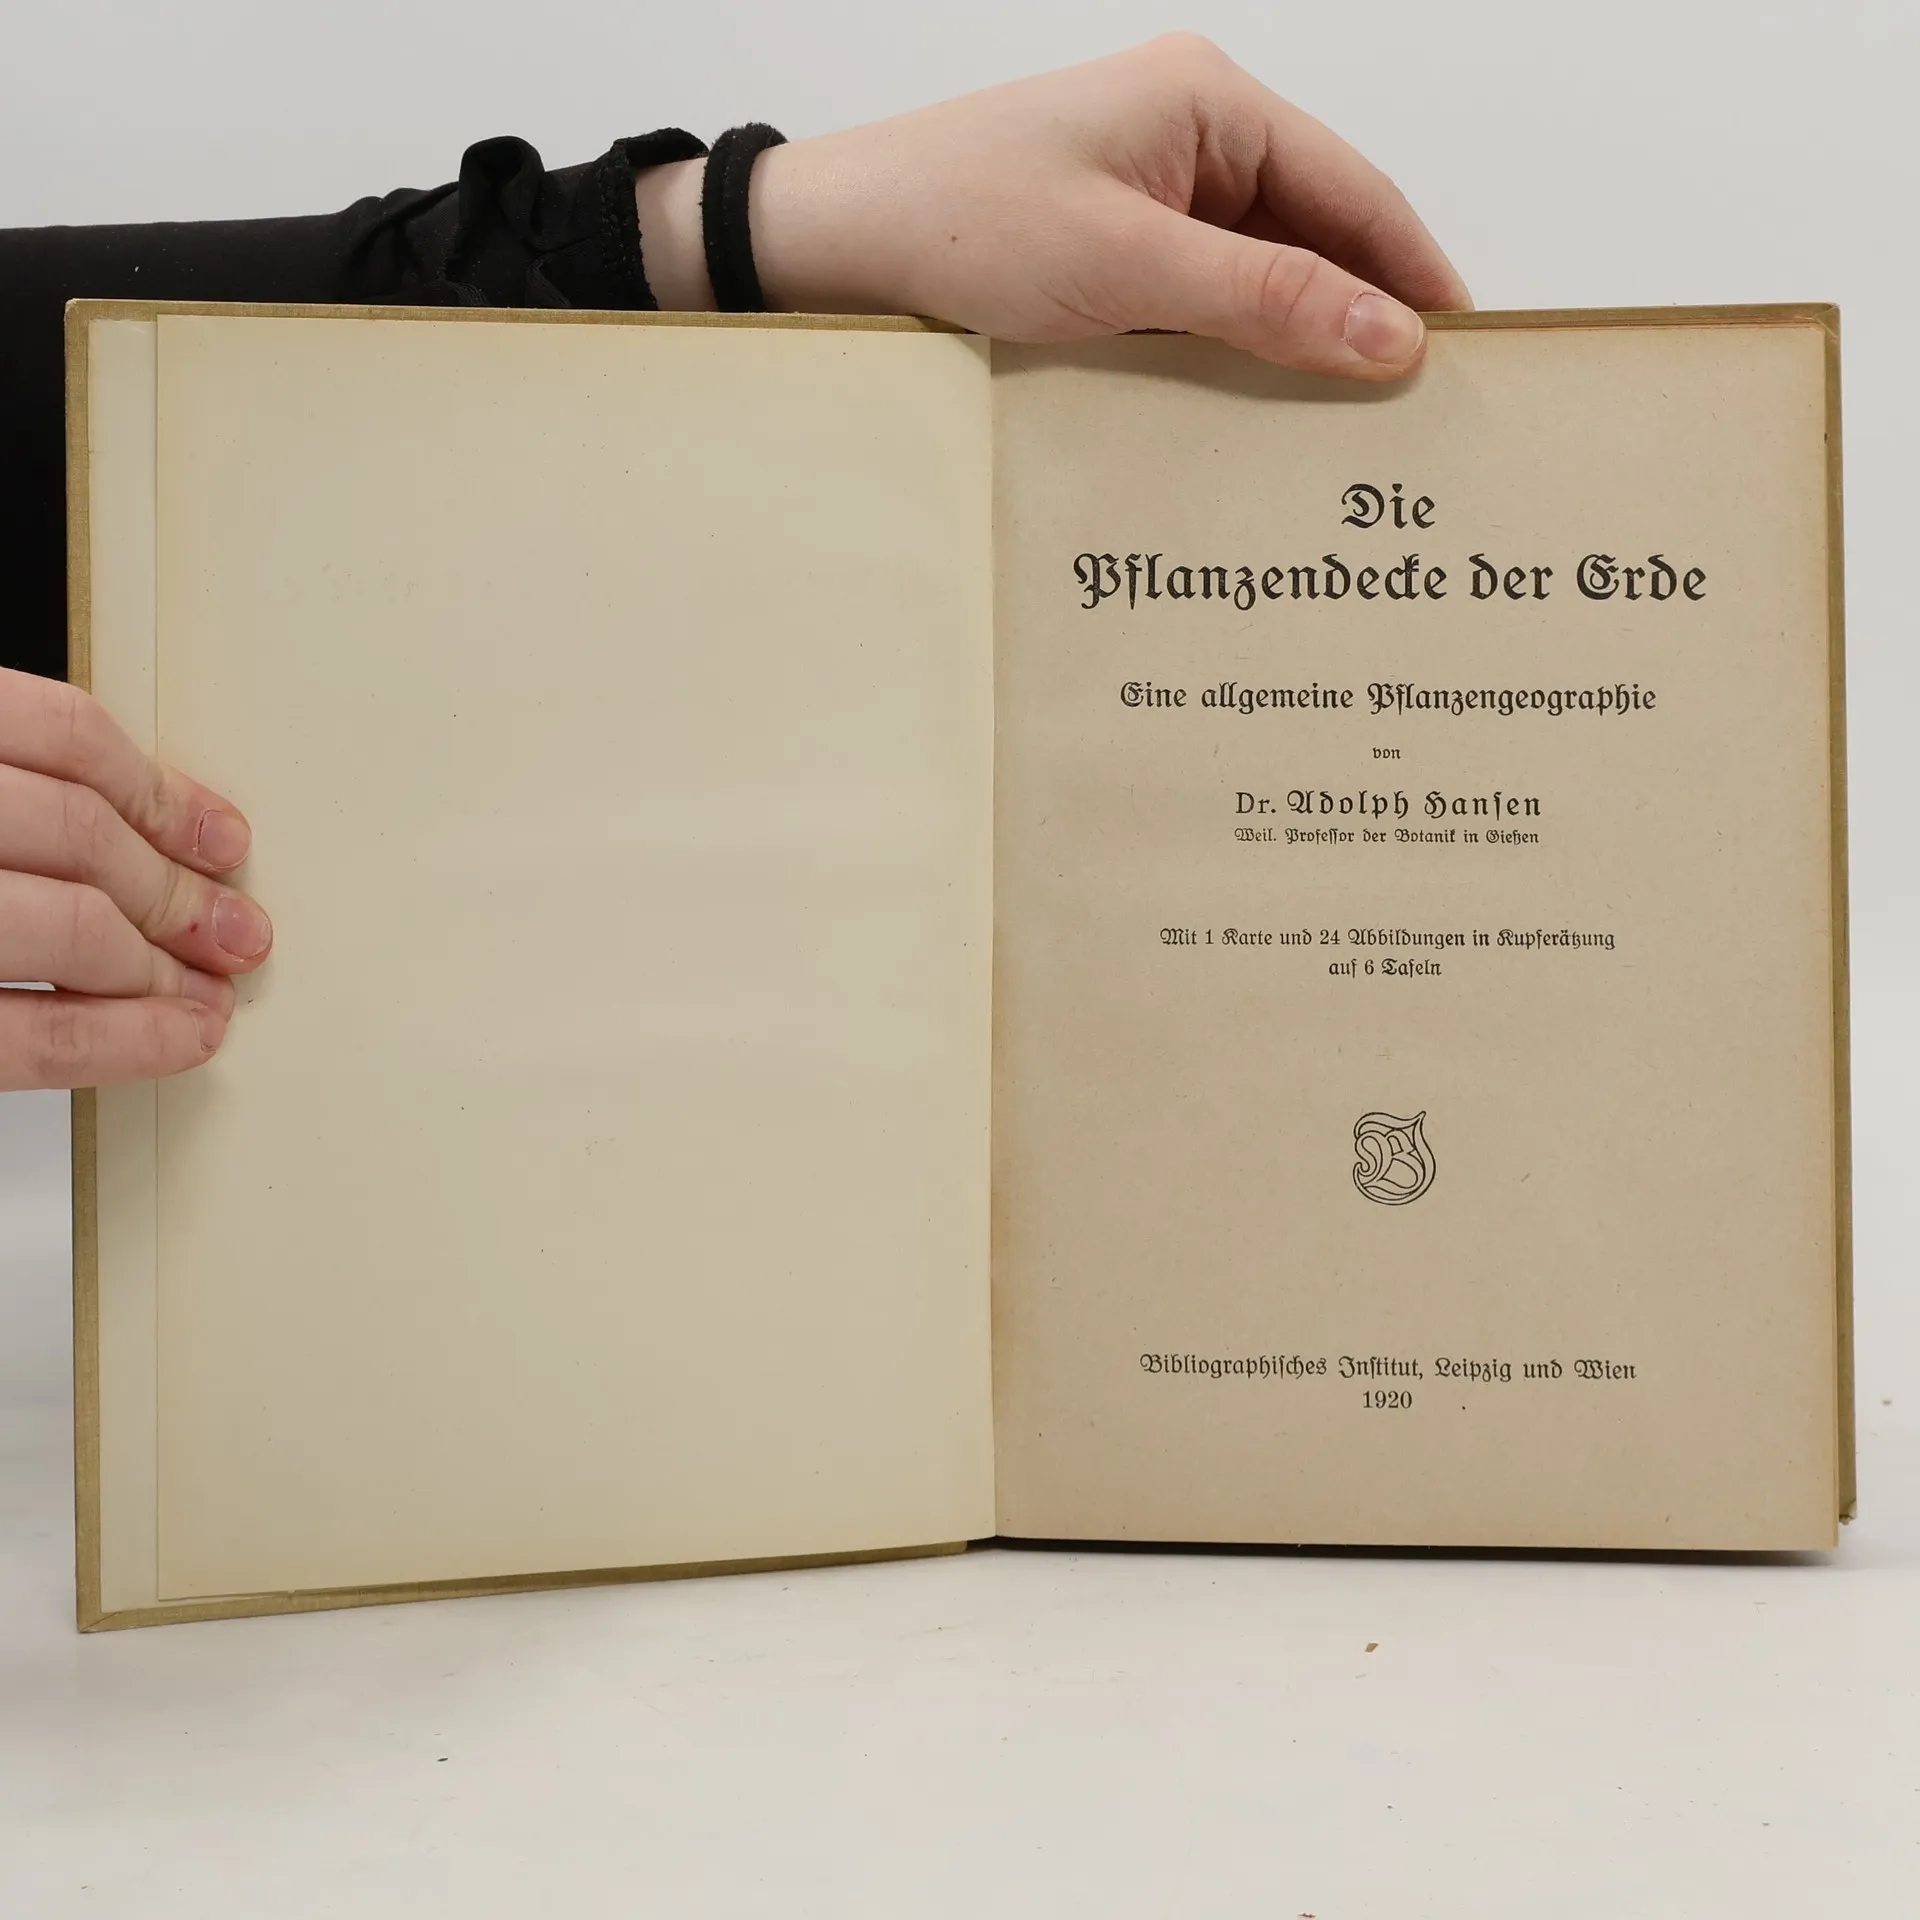 Die
Pflanzendecke der Erde
Eine allgemeine Pflanzengeographie
von
Dr. Adolph Hansen
Weil. Professor der Botanik in Gießen
Mit 1 Karte und 24 Abbildungen in Kupferätzung
auf 6 Tafeln
BI
Bibliographisches Institut, Leipzig und Wien
1920